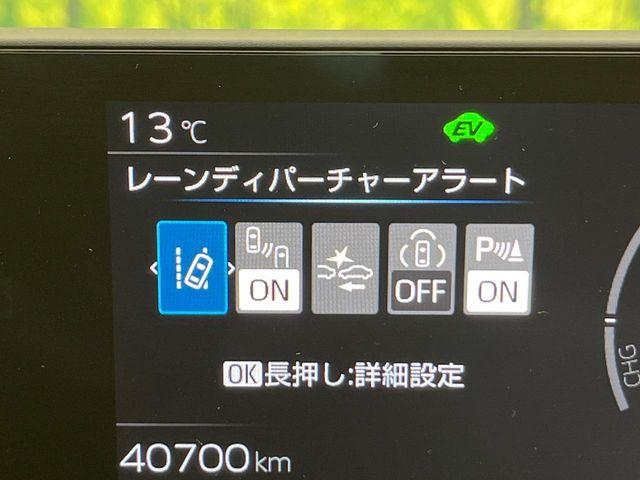 13℃
EV
レーンディパーチャーアラート
ON OFF P ON
OK長押し:詳細設定
CHG
40700km